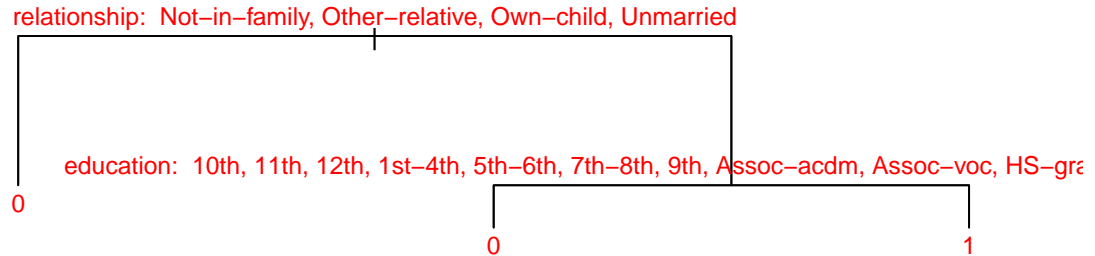 relationship: Not−in−family, Other−relative, Own−child, Unmarried
education: 10th, 11th, 12th, 1st−4th, 5th−6th, 7th−8th, 9th, Assoc−acdm, Assoc−voc, HS−gra
0
0
1